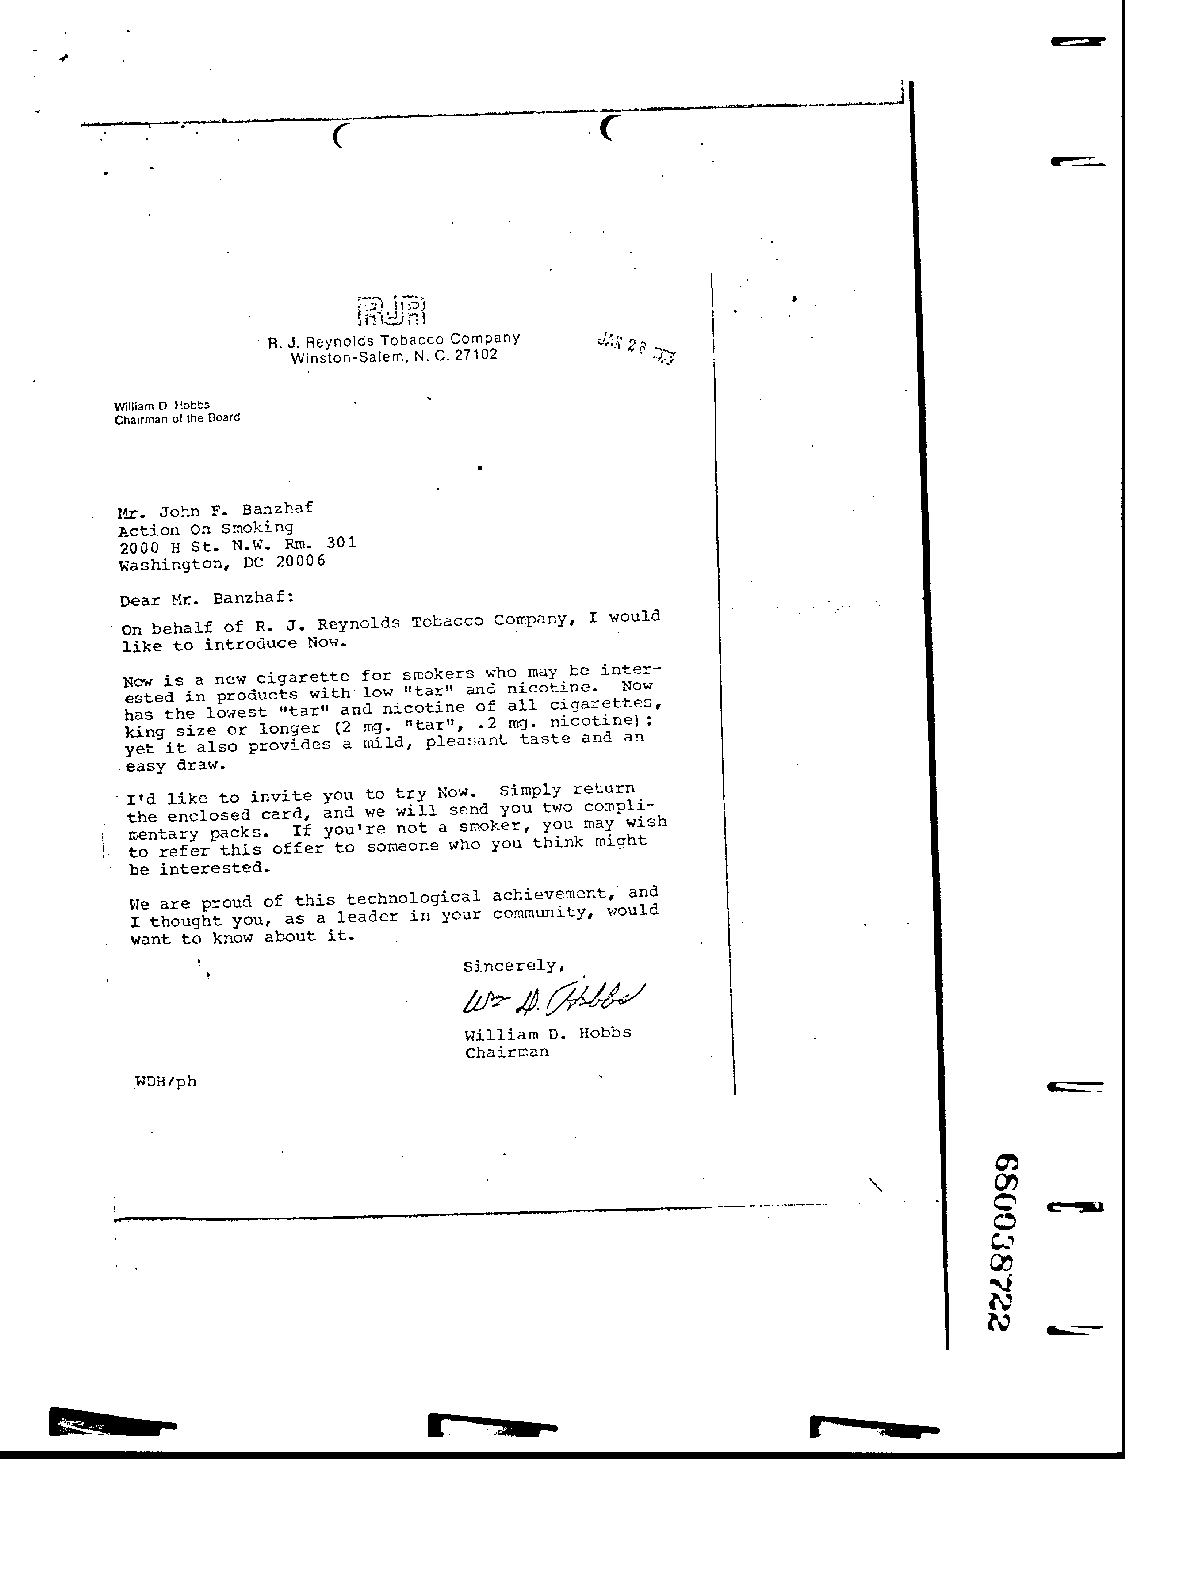 RJR
R. J. Reynolds Tobacco Company
Winston-Salem, N. C. 27102
JAN 28
William D. Hobbs
Chairman of the Board
Mr. John F. Banzhaf
Action On Smoking
2000 H St. N.W. Rm. 301
Washington, DC 20006
Dear Mr. Banzhaf:
On behalf of R. J. Reynolds Tobacco Company, I would
like to introduce Now.
Now is a new cigarette for smokers who may be inter-
ested in products with low "tar" and nicotine. Now
has the lowest "tar" and nicotine of all cigarettes,
king size or longer (2 mg. "tar", .2 mg. nicotine);
yet it also provides a mild, pleasant taste and an
easy draw.
I'd like to invite you to try Now. Simply return
the enclosed card, and we will send you two compli-
mentary packs. If you're not a smoker, you may wish
to refer this offer to someone who you think might
be interested.
We are proud of this technological achievement, and
I thought you, as a leader in your community, would
want to know about it.
Sincerely,
Wm D. Hobbs
William D. Hobbs
Chairman
WDH/ph
680038722